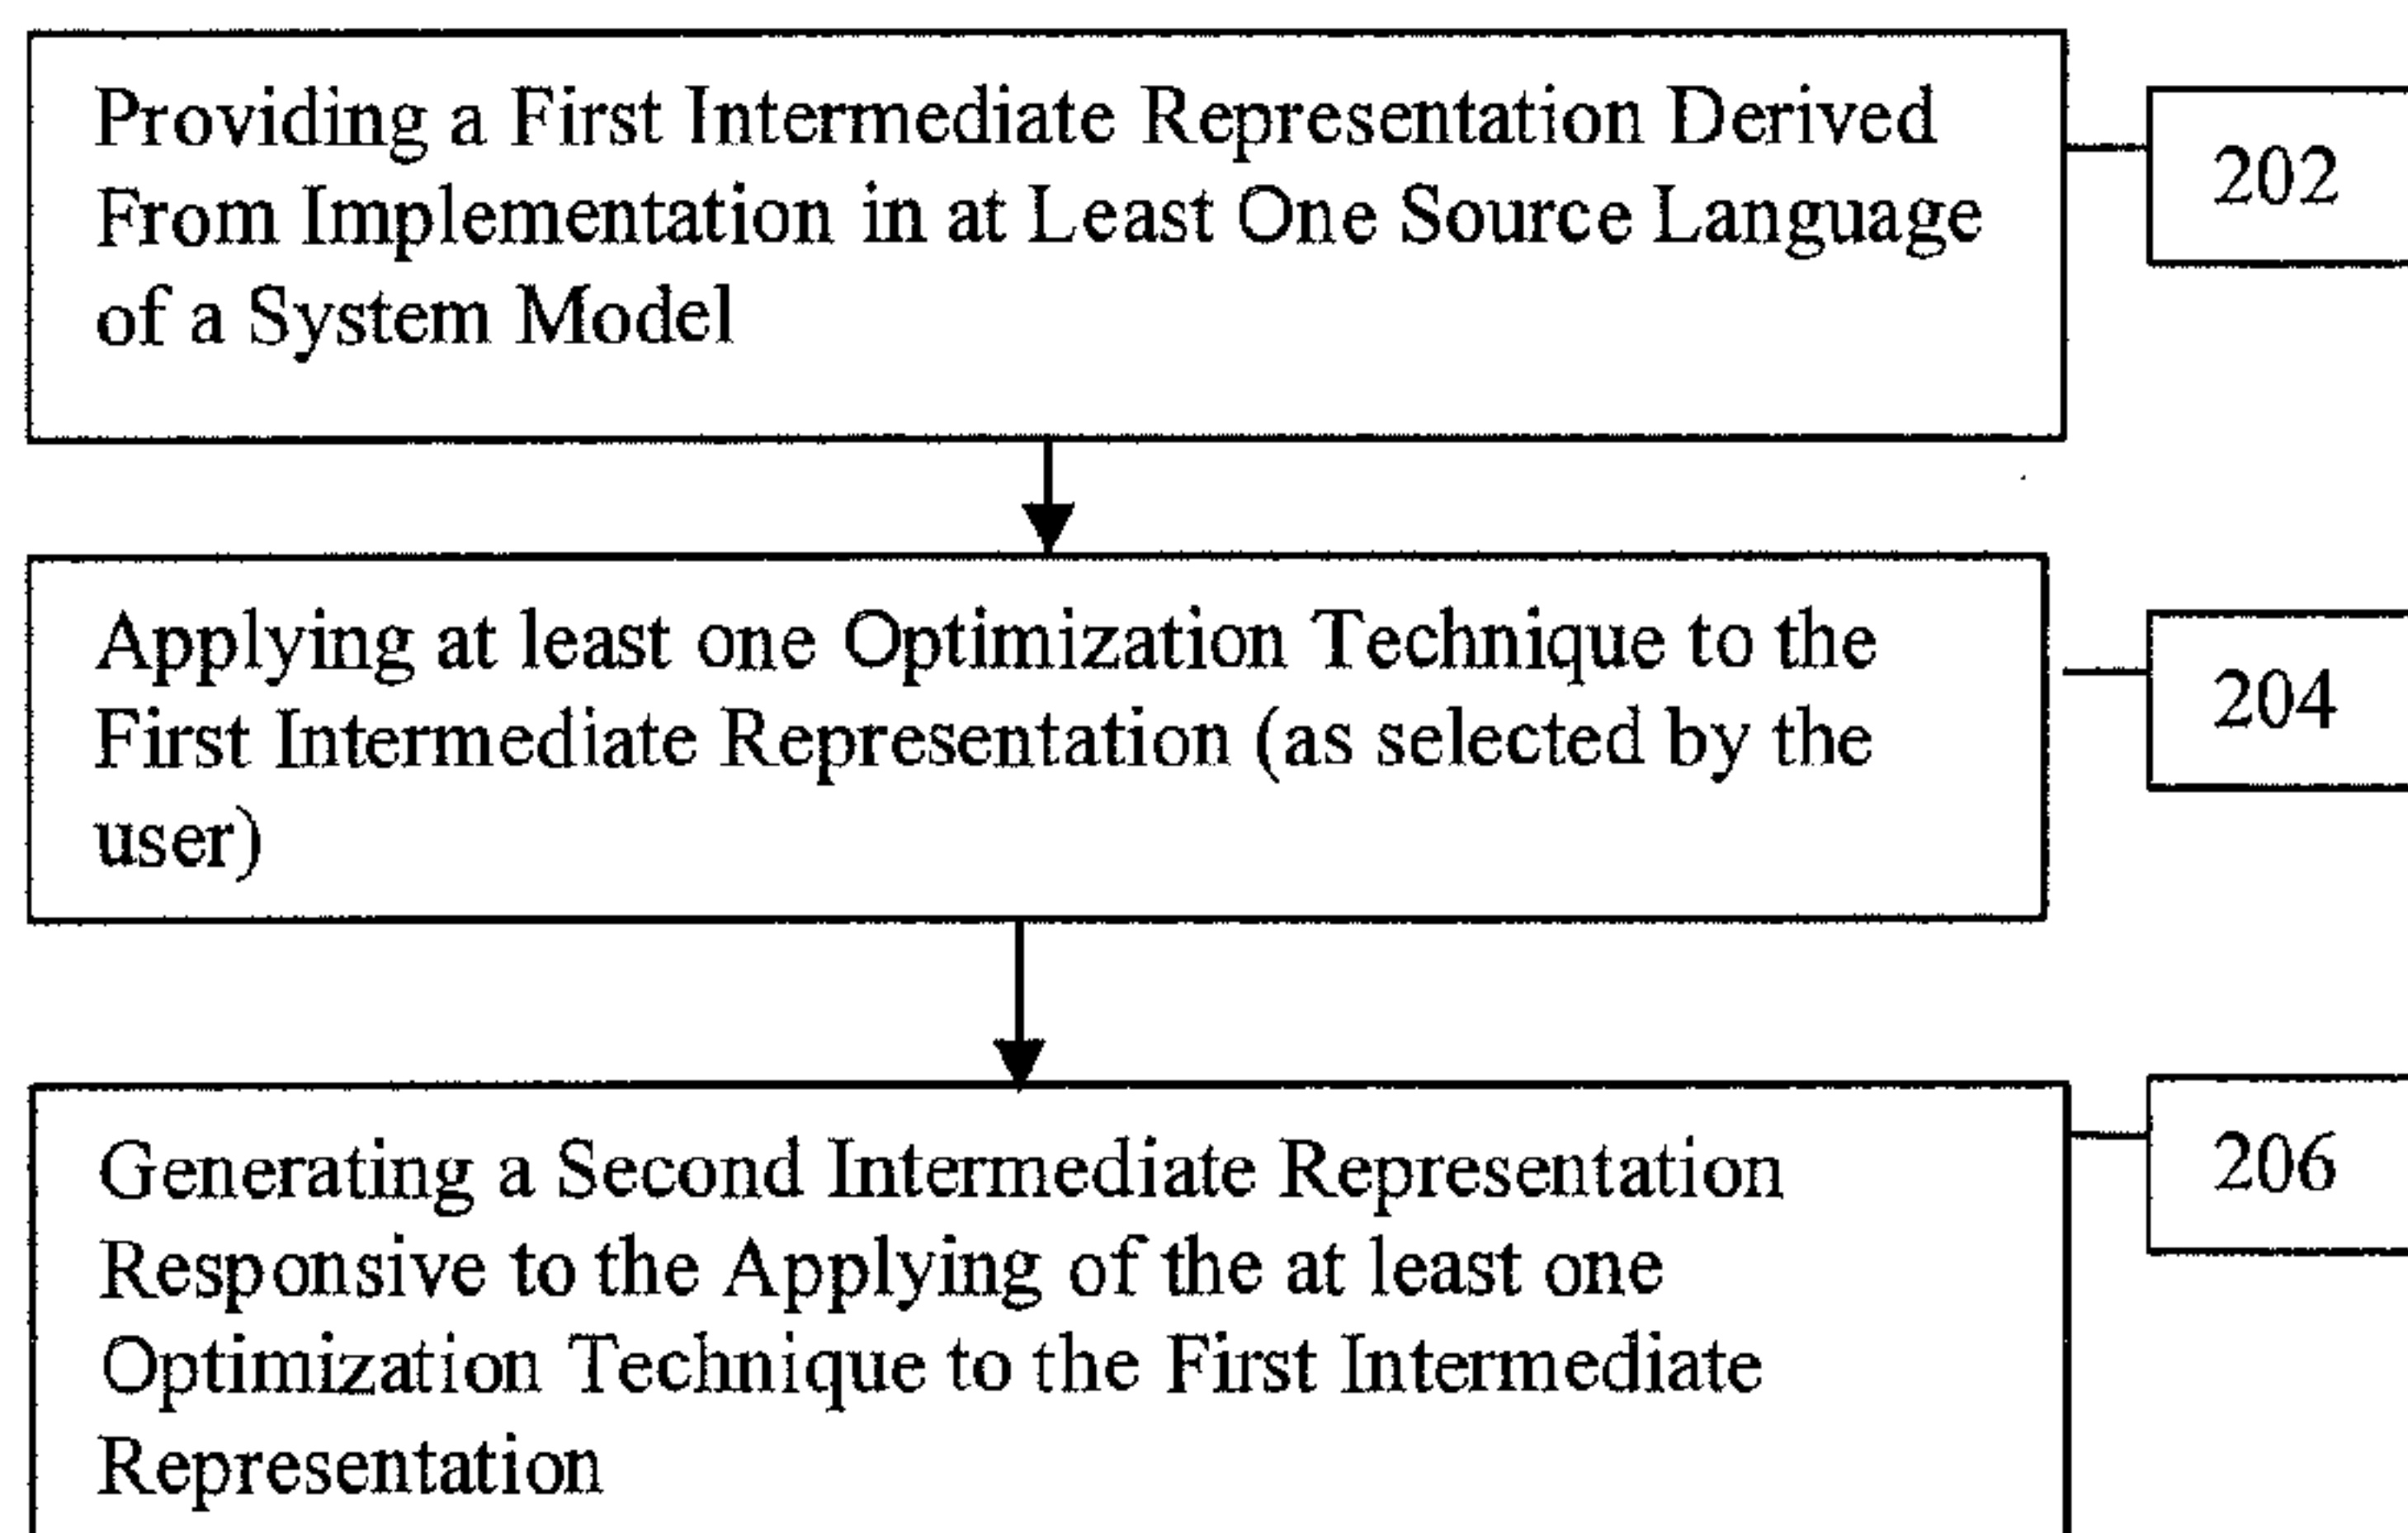 Providing a First Intermediate Representation Derived
From Implementation in at Least One Source Language
of a System Model
202
Applying at least one Optimization Technique to the
First Intermediate Representation (as selected by the
user)
204
Generating a Second Intermediate Representation
Responsive to the Applying of the at least one
Optimization Technique to the First Intermediate
Representation
206